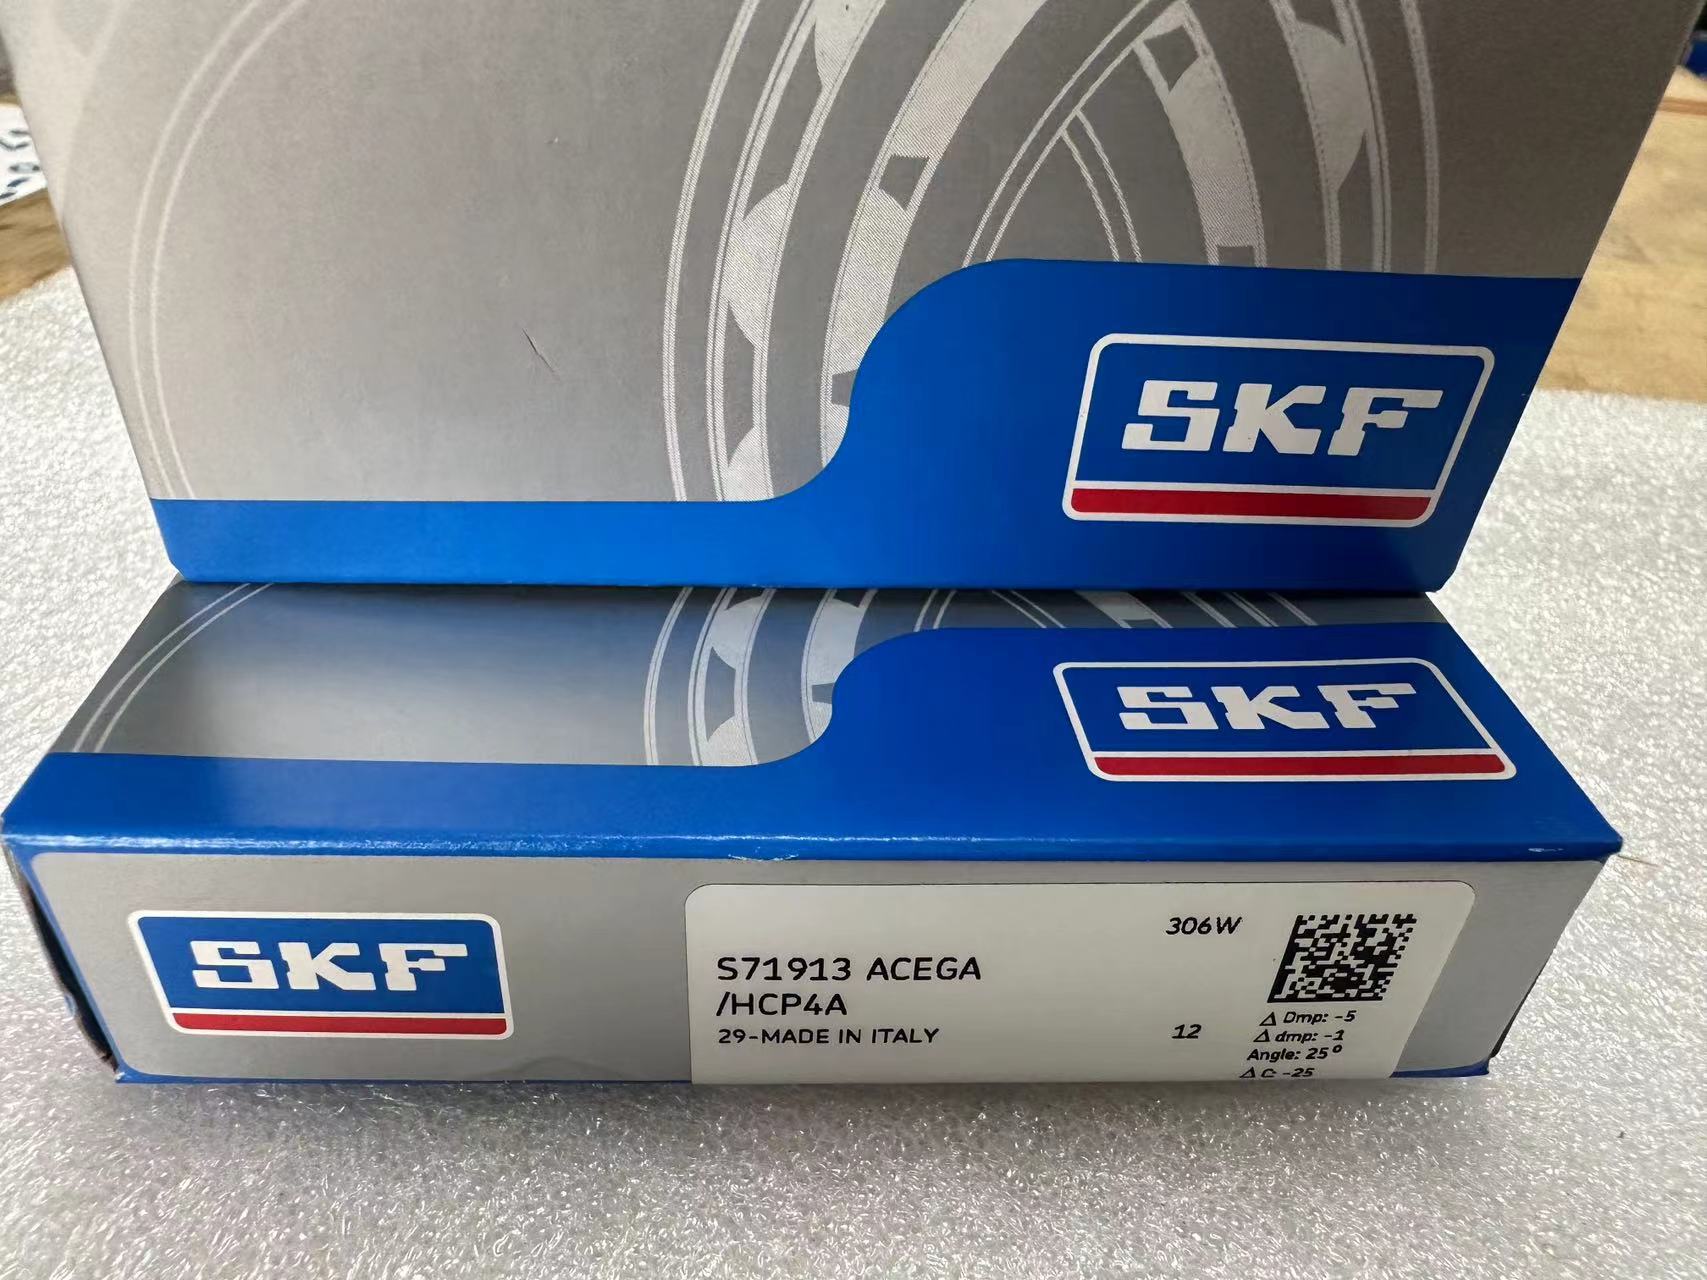 SKF
SKF
SKF
306W
S71913 ACEGA
/HCP4A
29-MADE IN ITALY
12
Δ Dmp: -5
Δ dmp: -1
Angle: 25°
Δ C: -25